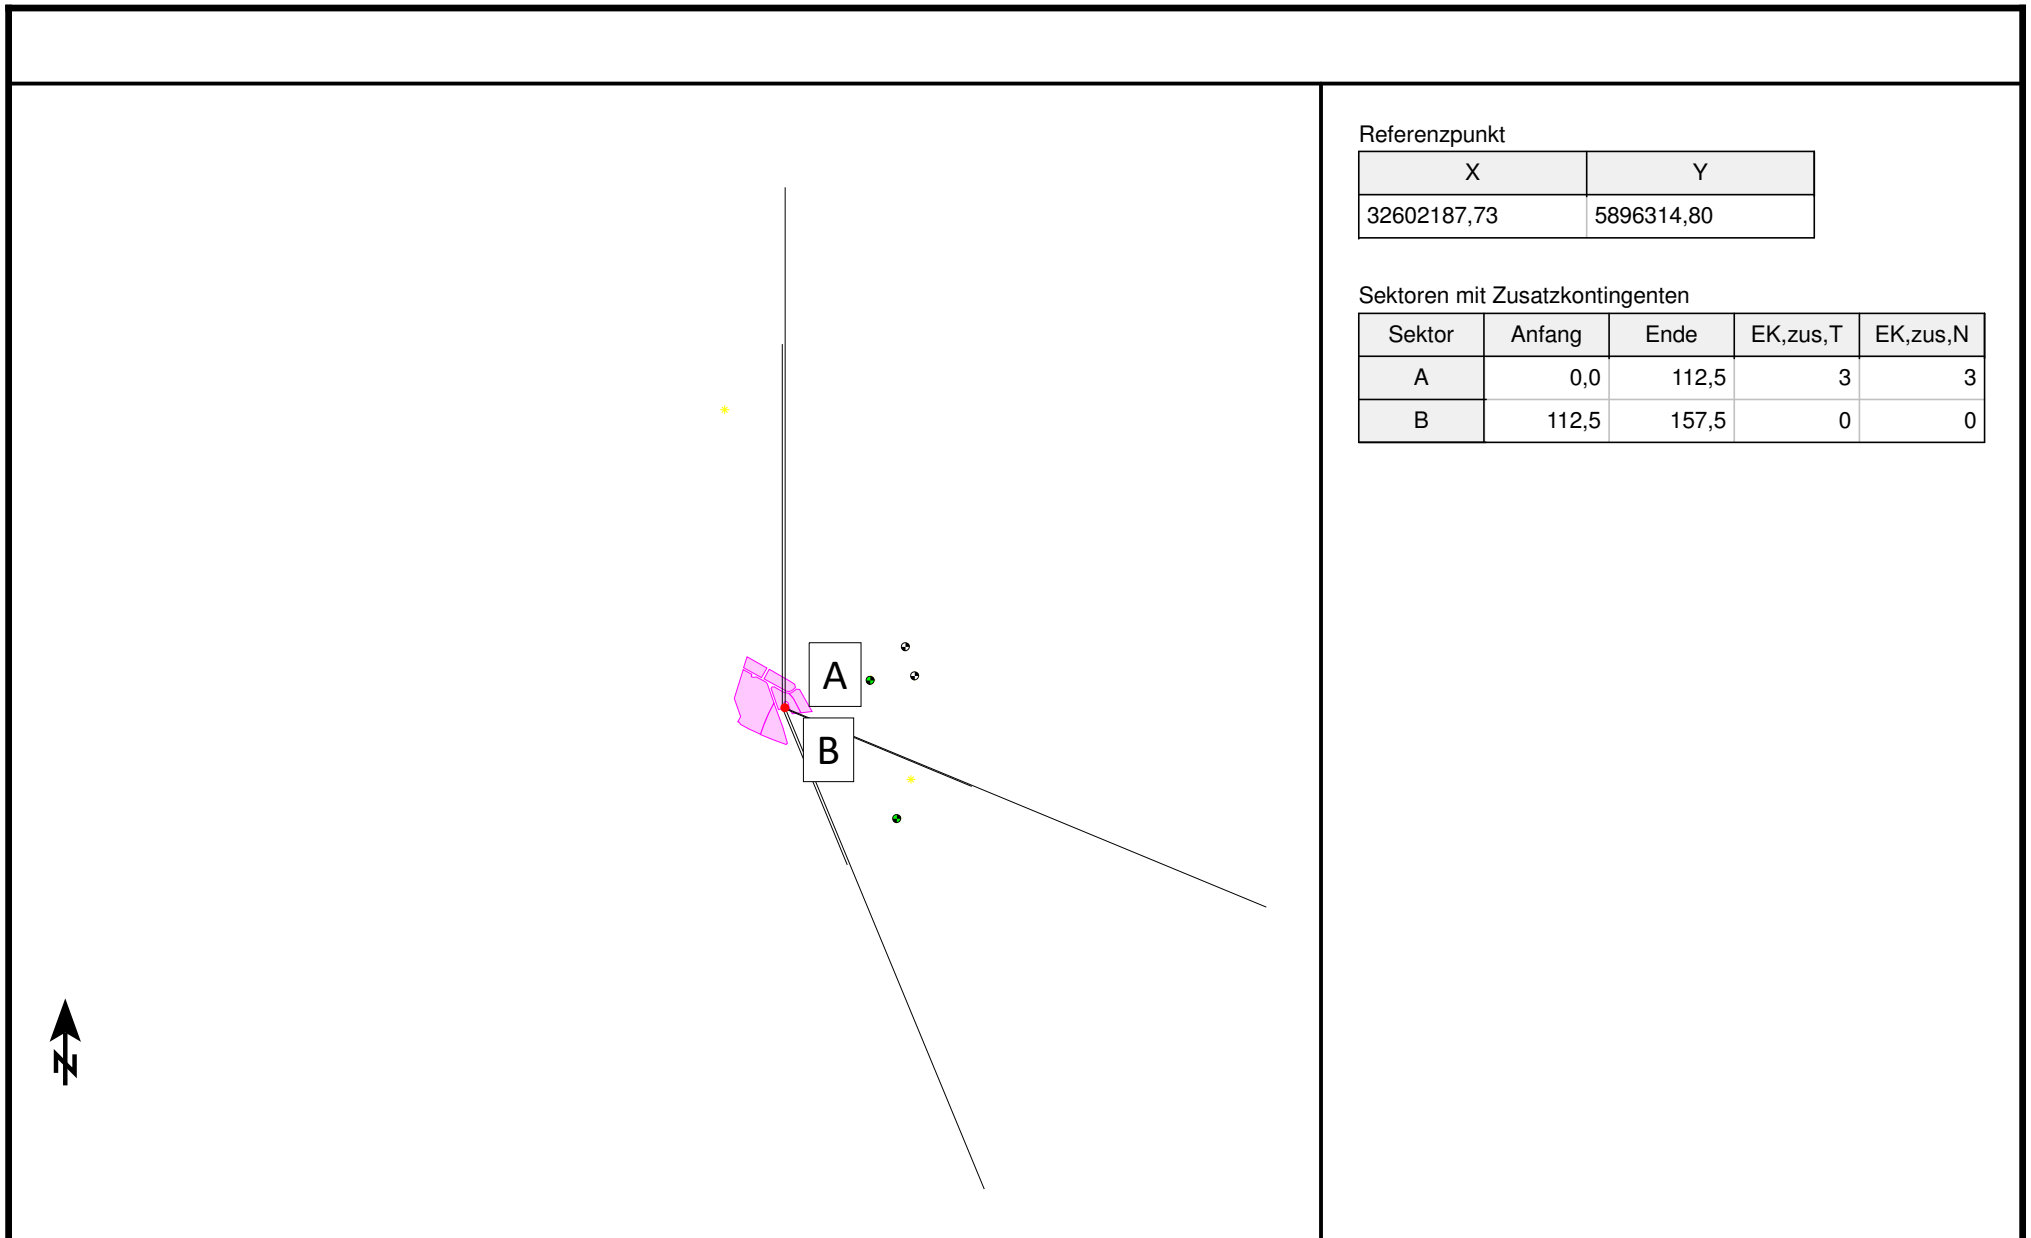 Referenzpunkt
X Y
32602187,73 5896314,80
Sektoren mit Zusatzkontingenten
Sektor Anfang Ende EK,zus,T EK,zus,N
A 0,0 112,5 3 3
B 112,5 157,5 0 0
A
B
N